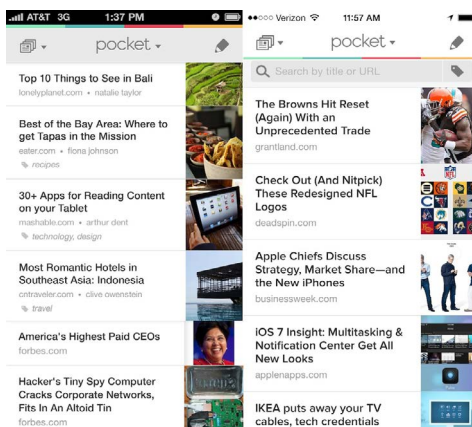 AT&T 3G 1:37 PM
pocket
Top 10 Things to See in Bali
lonelyplanet.com • natalie taylor
Best of the Bay Area: Where to
get Tapas in the Mission
eater.com • fiona johnson
recipes
30+ Apps for Reading Content
on your Tablet
mashable.com • arthur dent
technology, design
Most Romantic Hotels in
Southeast Asia: Indonesia
cntraveler.com • clive owenstein
travel
America's Highest Paid CEOs
forbes.com
Hacker's Tiny Spy Computer
Cracks Corporate Networks,
Fits In An Altoid Tin
forbes.com
Verizon 11:57 AM
pocket
Search by title or URL
The Browns Hit Reset
(Again) With an
Unprecedented Trade
grantland.com
Check Out (And Nitpick)
These Redesigned NFL
Logos
deadspin.com
Apple Chiefs Discuss
Strategy, Market Share—and
the New iPhones
businessweek.com
iOS 7 Insight: Multitasking &
Notification Center Get All
New Looks
applenapps.com
IKEA puts away your TV
cables, tech credentials